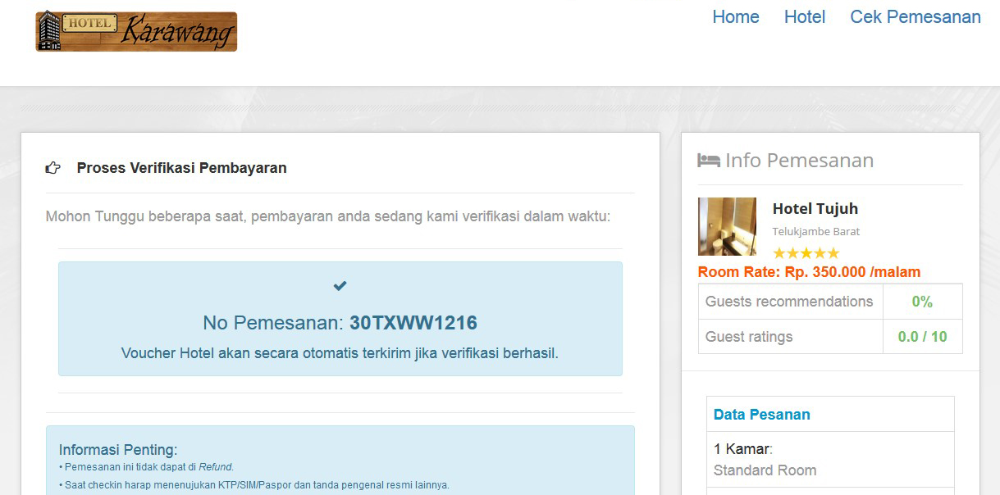 HOTEL Karawang
Home Hotel Cek Pemesanan
Proses Verifikasi Pembayaran
Mohon Tunggu beberapa saat, pembayaran anda sedang kami verifikasi dalam waktu:
No Pemesanan: 30TXWW1216
Voucher Hotel akan secara otomatis terkirim jika verifikasi berhasil.
Informasi Penting:
• Pemesanan ini tidak dapat di Refund.
• Saat checkin harap menenujukan KTP/SIM/Paspor dan tanda pengenal resmi lainnya.
Info Pemesanan
Hotel Tujuh
Telukjambe Barat
Room Rate: Rp. 350.000 /malam
Guests recommendations 0%
Guest ratings 0.0 / 10
Data Pesanan
1 Kamar:
Standard Room